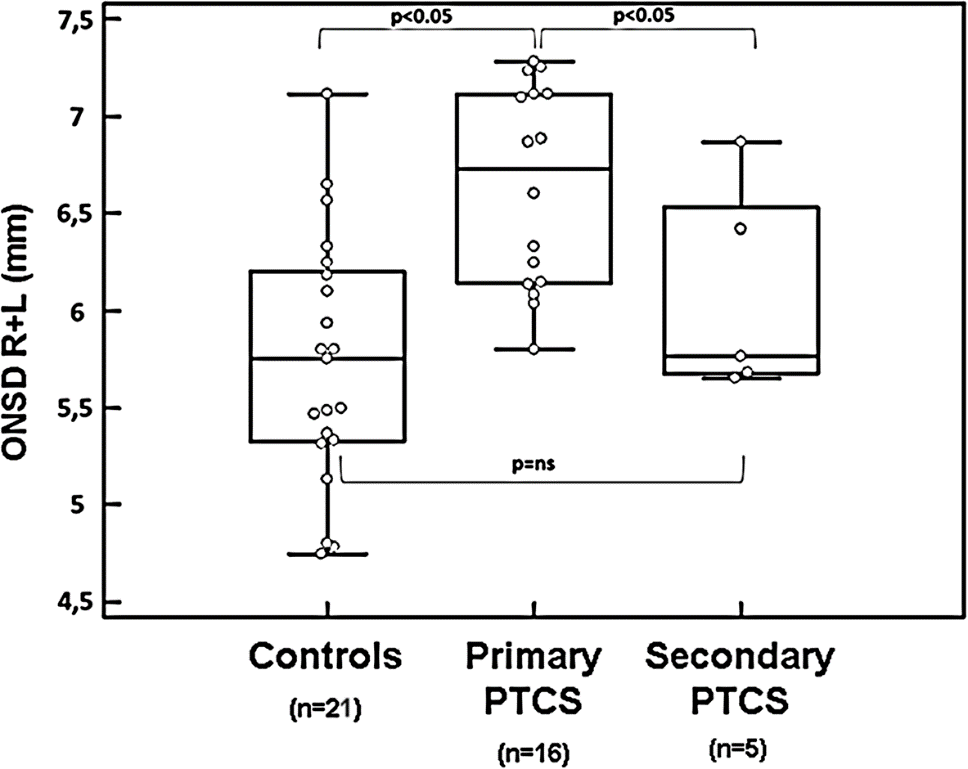 7,5
p<0.05
p<0.05
7
6,5
6
5,5
5
4,5
ONSD R+L (mm)
p=ns
Controls
(n=21)
Primary
PTCS
(n=16)
Secondary
PTCS
(n=5)